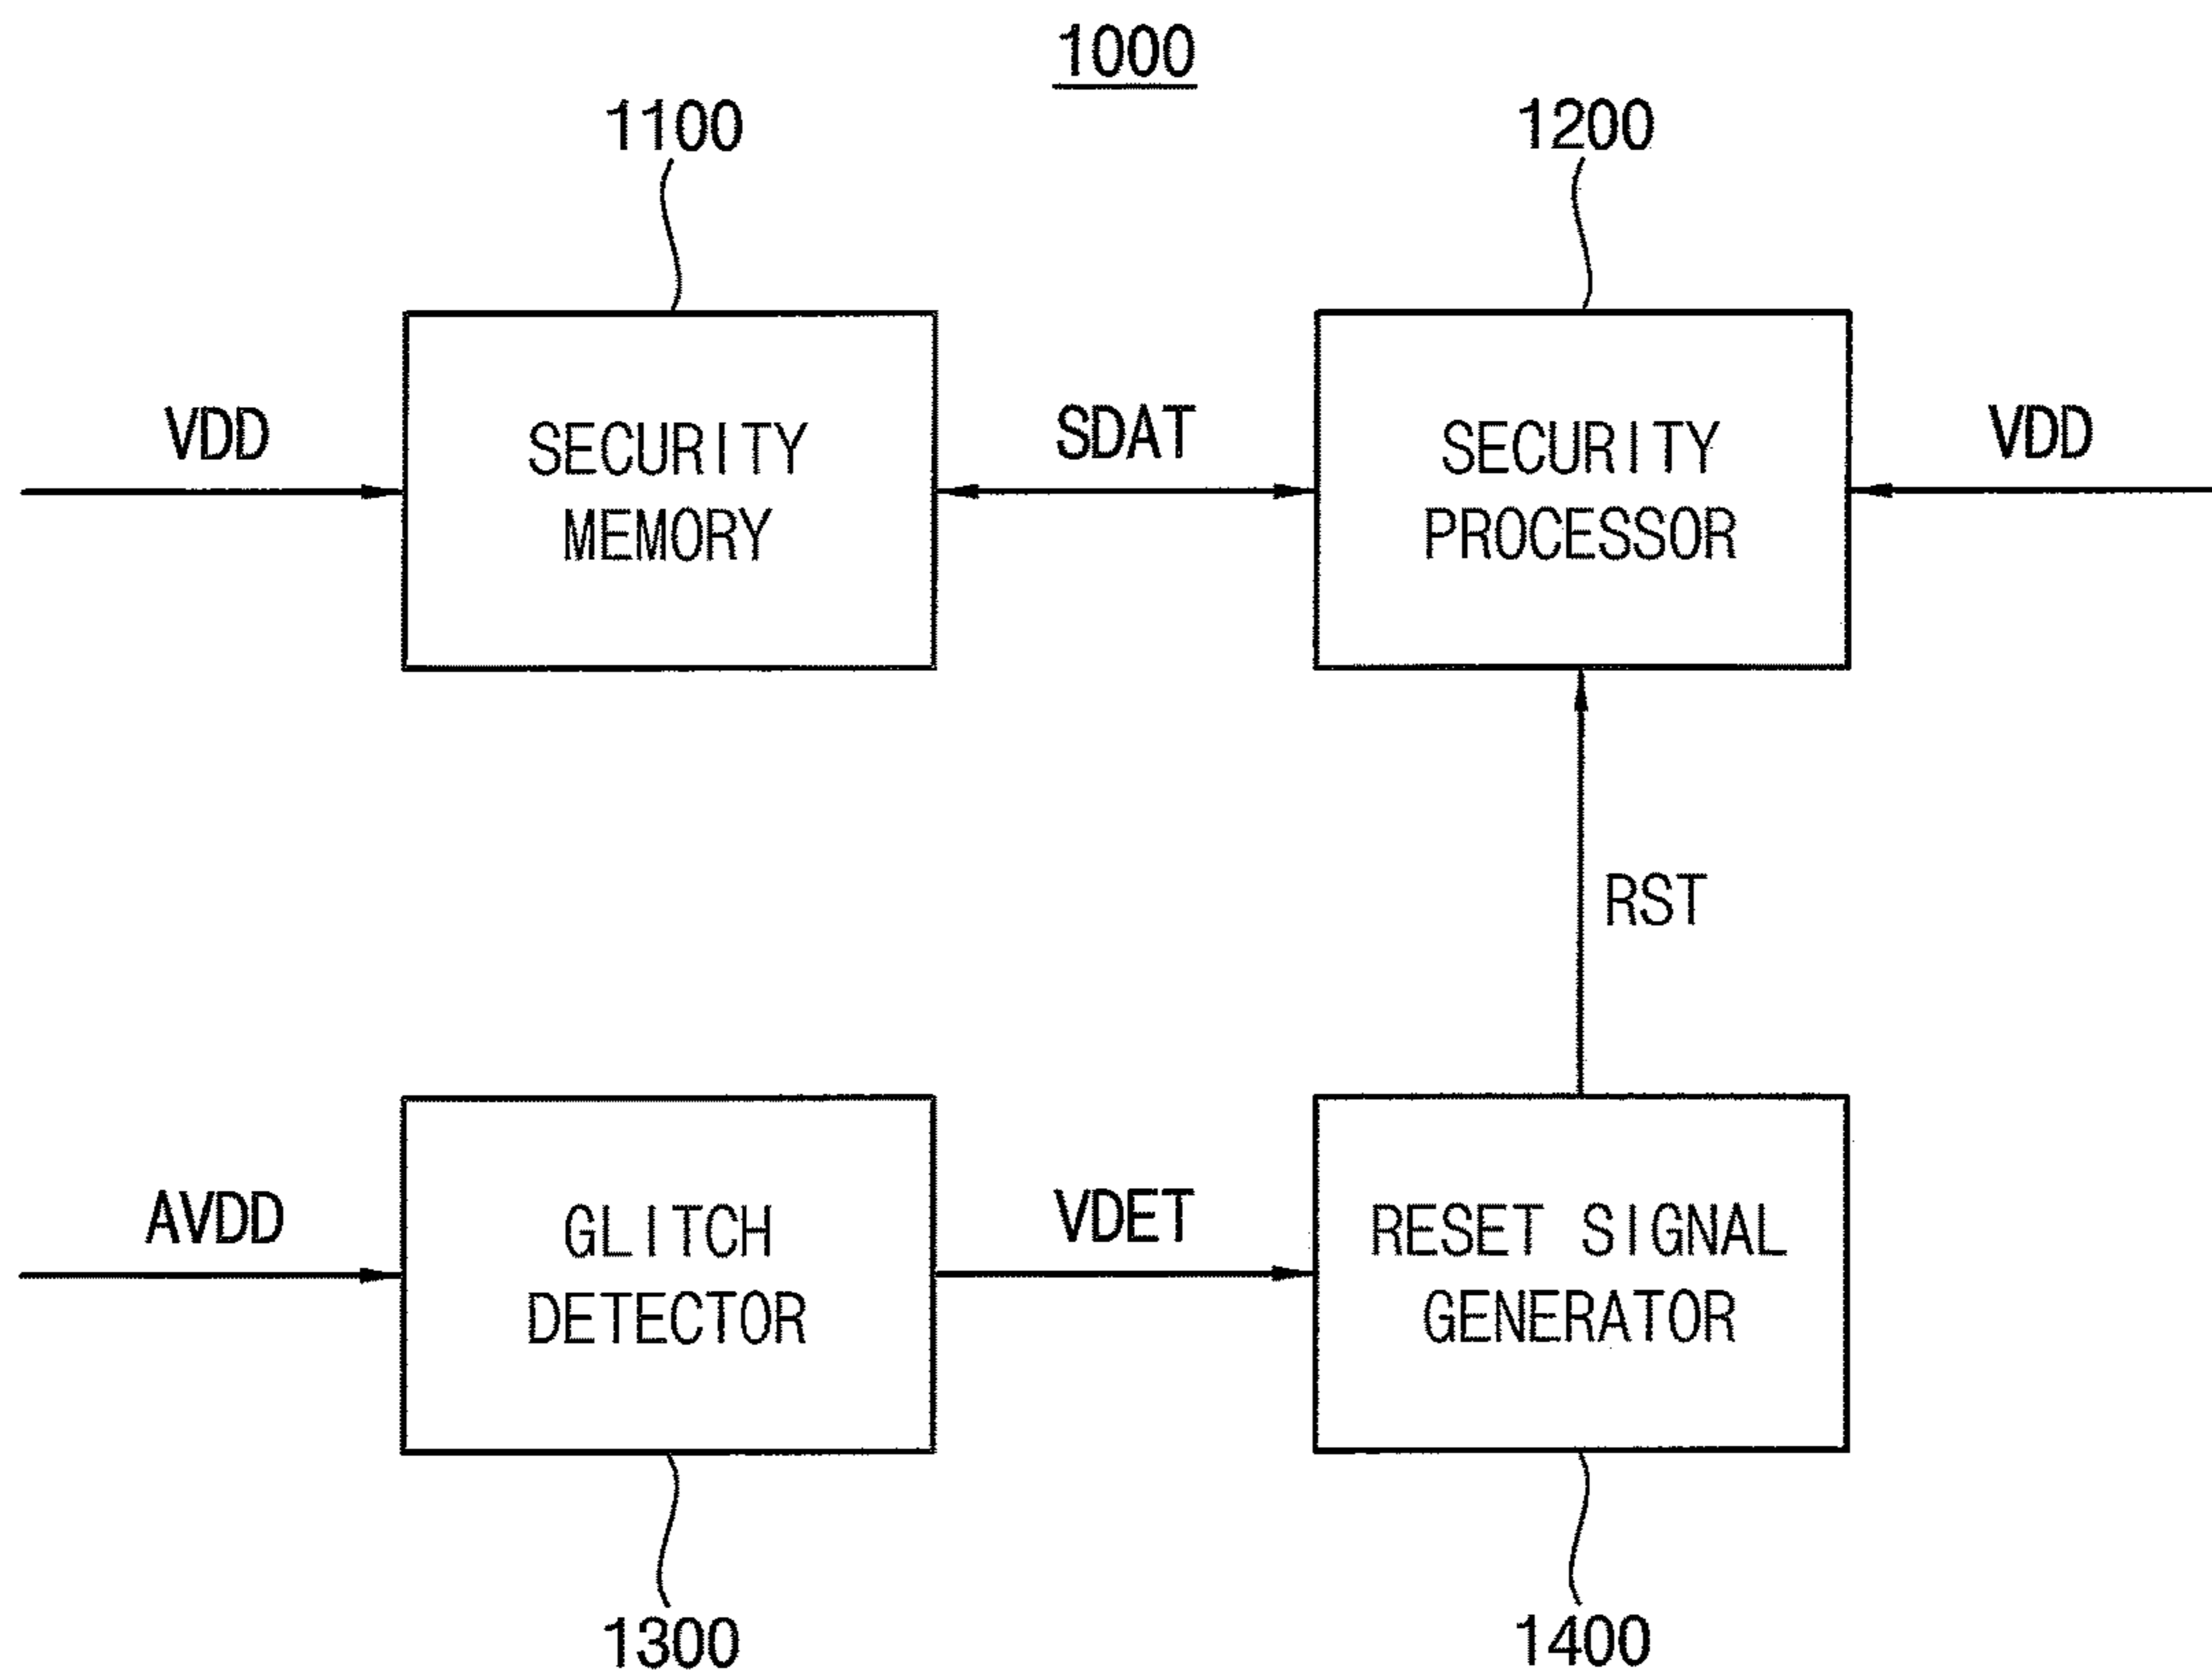 1000
1100
1200
VDD
SECURITY
MEMORY
SDAT
SECURITY
PROCESSOR
VDD
RST
AVDD
GLITCH
DETECTOR
VDET
RESET SIGNAL
GENERATOR
1300
1400